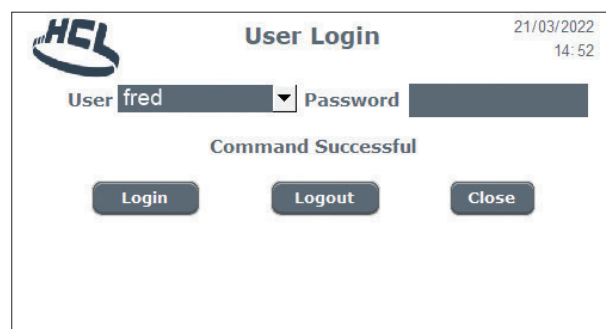 HCL
User Login
21/03/2022
14:52
User fred Password
Command Successful
Login Logout Close